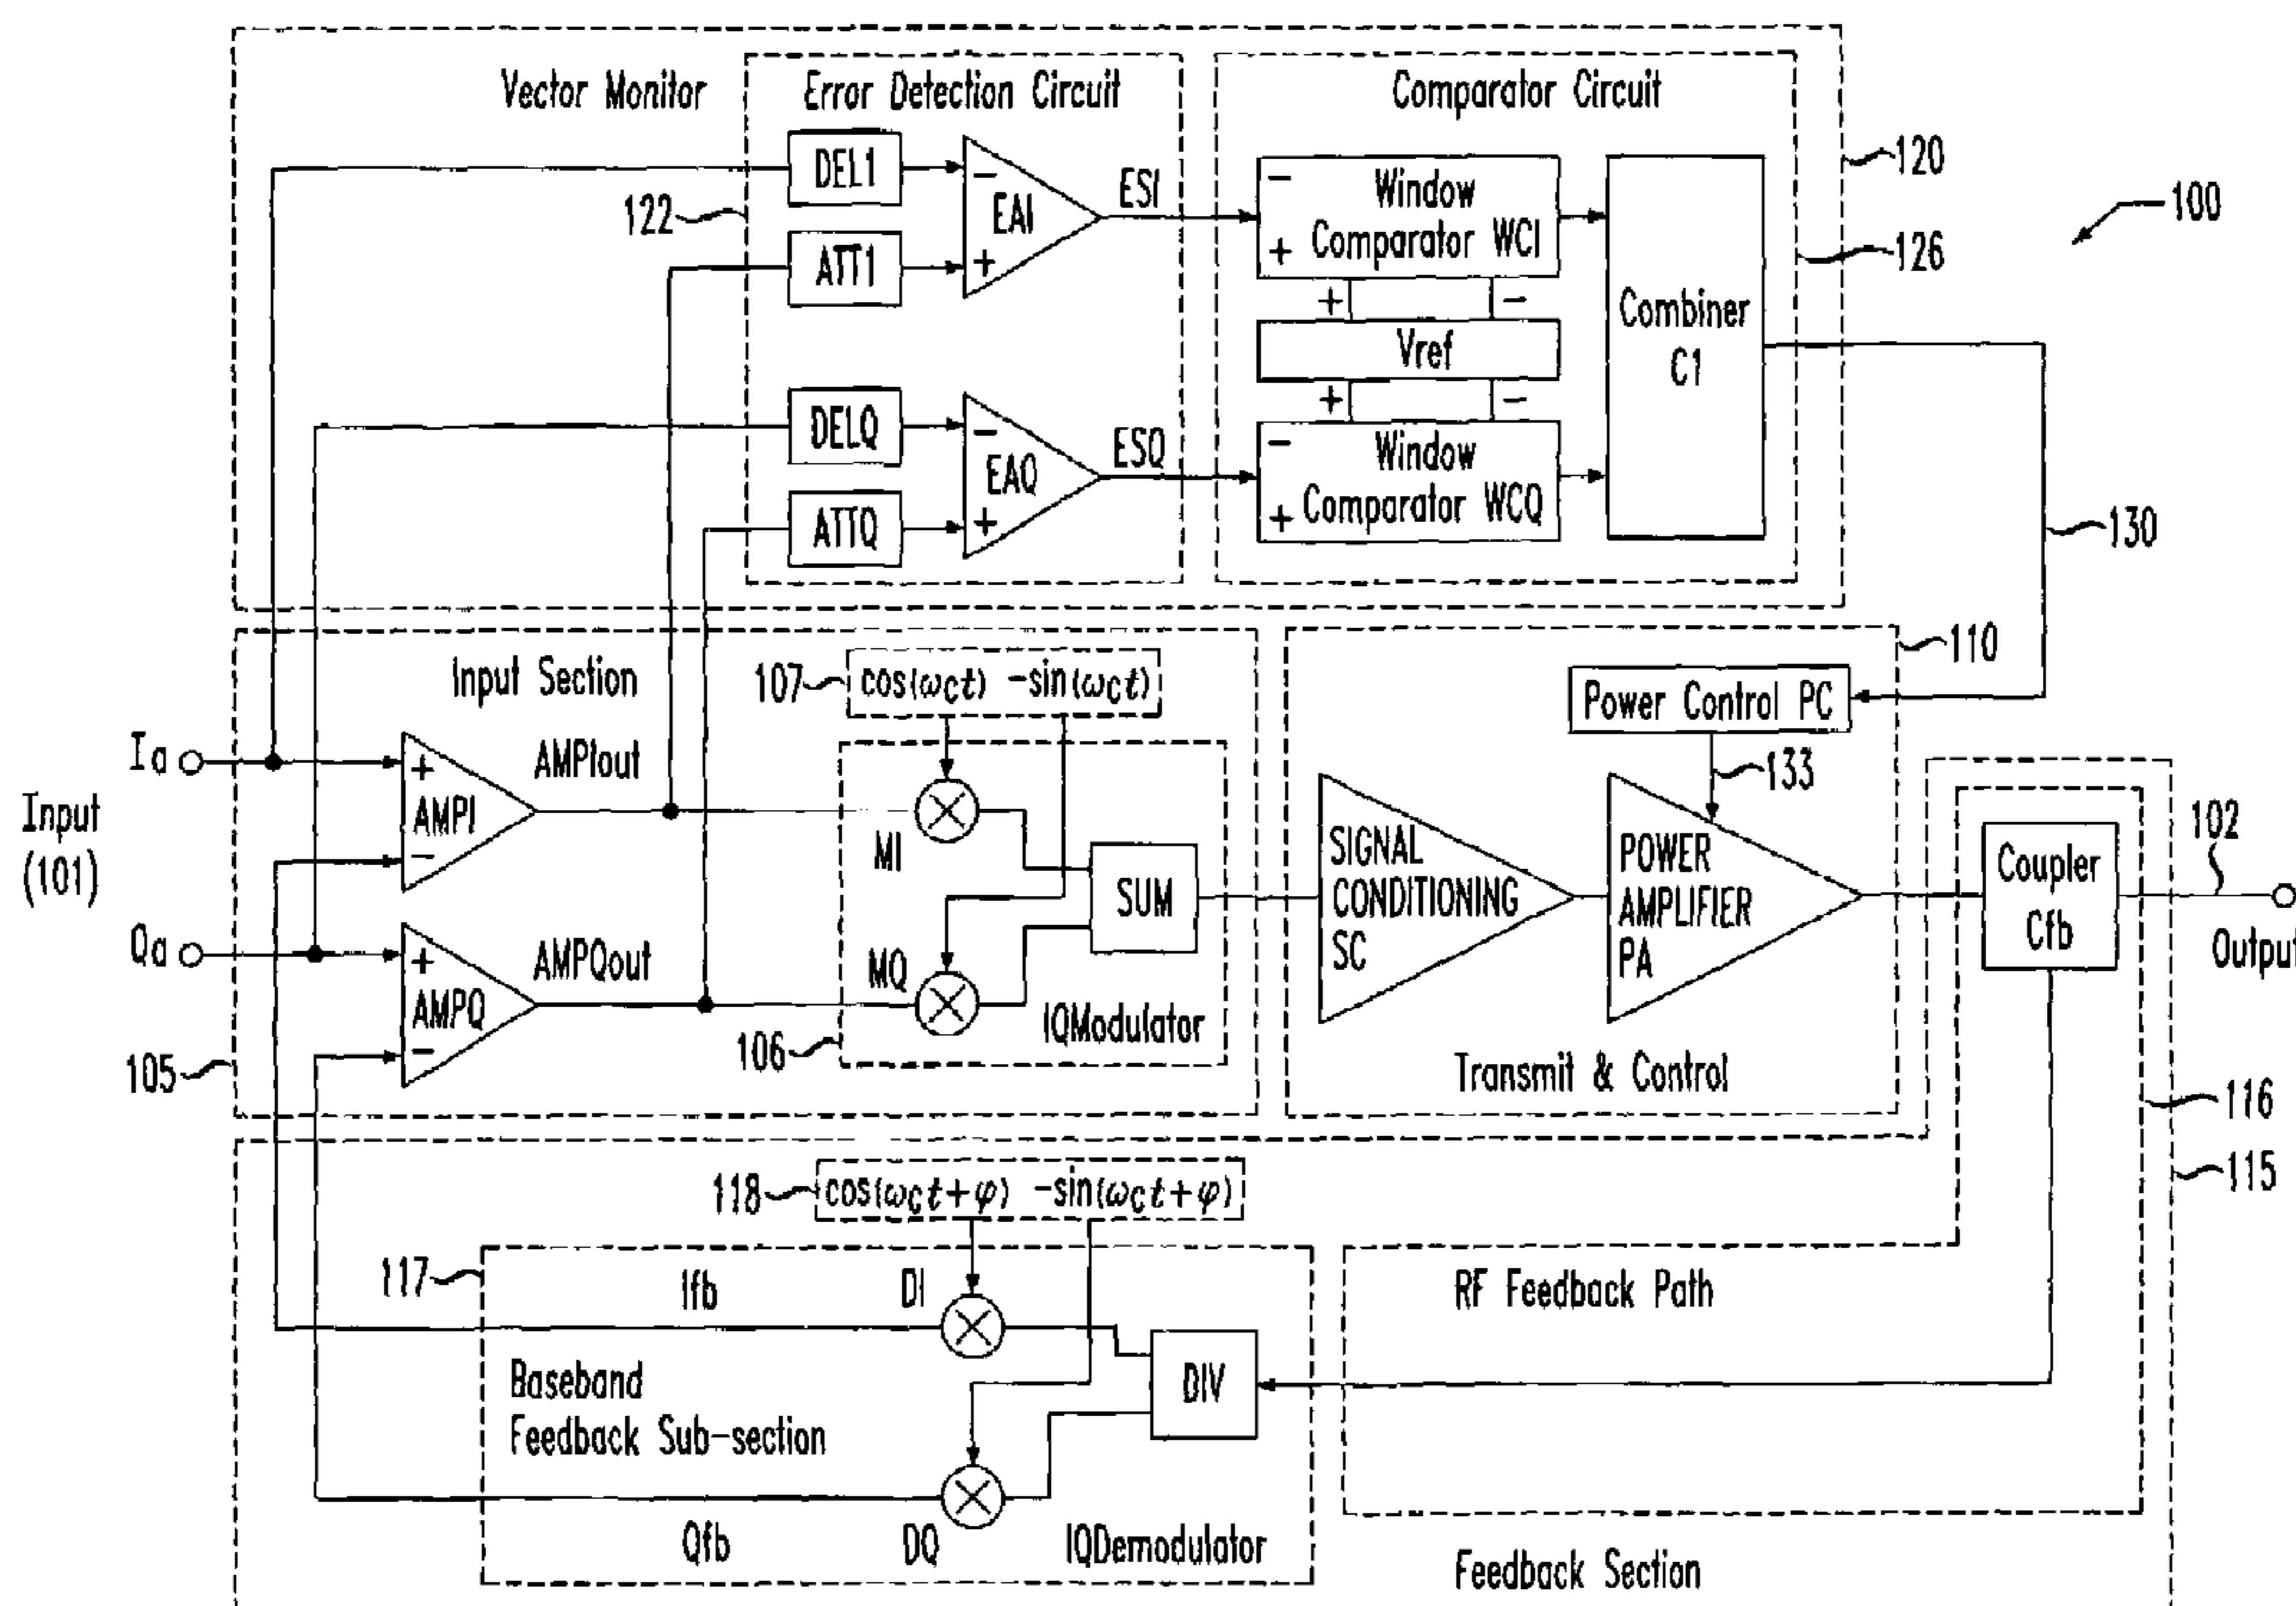 Vector Monitor
Error Detection Circuit
Comparator Circuit
120
100
126
122
DEL1
ATT1
−
EAI
+
ESI
−
+
Window
Comparator WCI
+ −
Vref
+ −
Combiner
C1
DELQ
ATTQ
−
EAQ
+
ESQ
−
+
Window
Comparator WCQ
130
Input Section
107
cos(ωct) -sin(ωct)
110
Power Control PC
133
Ia
Input
(101)
Qa
+
AMPI
−
AMPIout
MI
+
AMPQ
−
AMPQout
MQ
SUM
IQModulator
105
106
SIGNAL
CONDITIONING
SC
POWER
AMPLIFIER
PA
Transmit & Control
Coupler
Cfb
102
Output
116
115
118
cos(ωct+φ) -sin(ωct+φ)
117
Ifb
DI
RF Feedback Path
Baseband
Feedback Sub-section
DIV
Qfb
DQ
IQDemodulator
Feedback Section